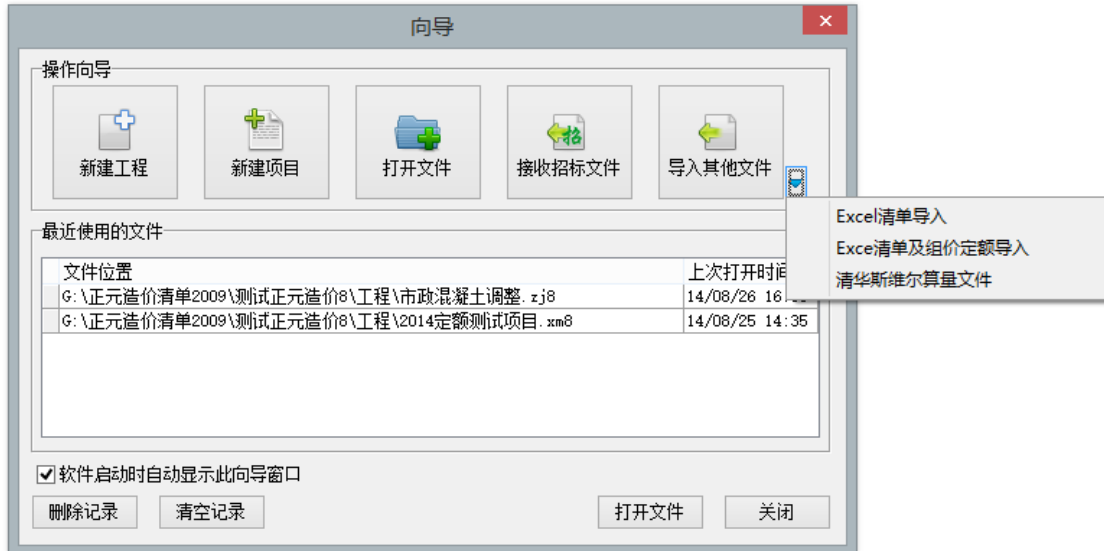 向导
操作向导
新建工程
新建项目
打开文件
接收招标文件
导入其他文件
Excel清单导入
Exce清单及组价定额导入
清华斯维尔算量文件
最近使用的文件
文件位置 上次打开时间
G:\正元造价清单2009\测试正元造价8\工程\市政混凝土调整.zj8 14/08/26 16:
G:\正元造价清单2009\测试正元造价8\工程\2014定额测试项目.xm8 14/08/25 14:35
软件启动时自动显示此向导窗口
删除记录
清空记录
打开文件
关闭